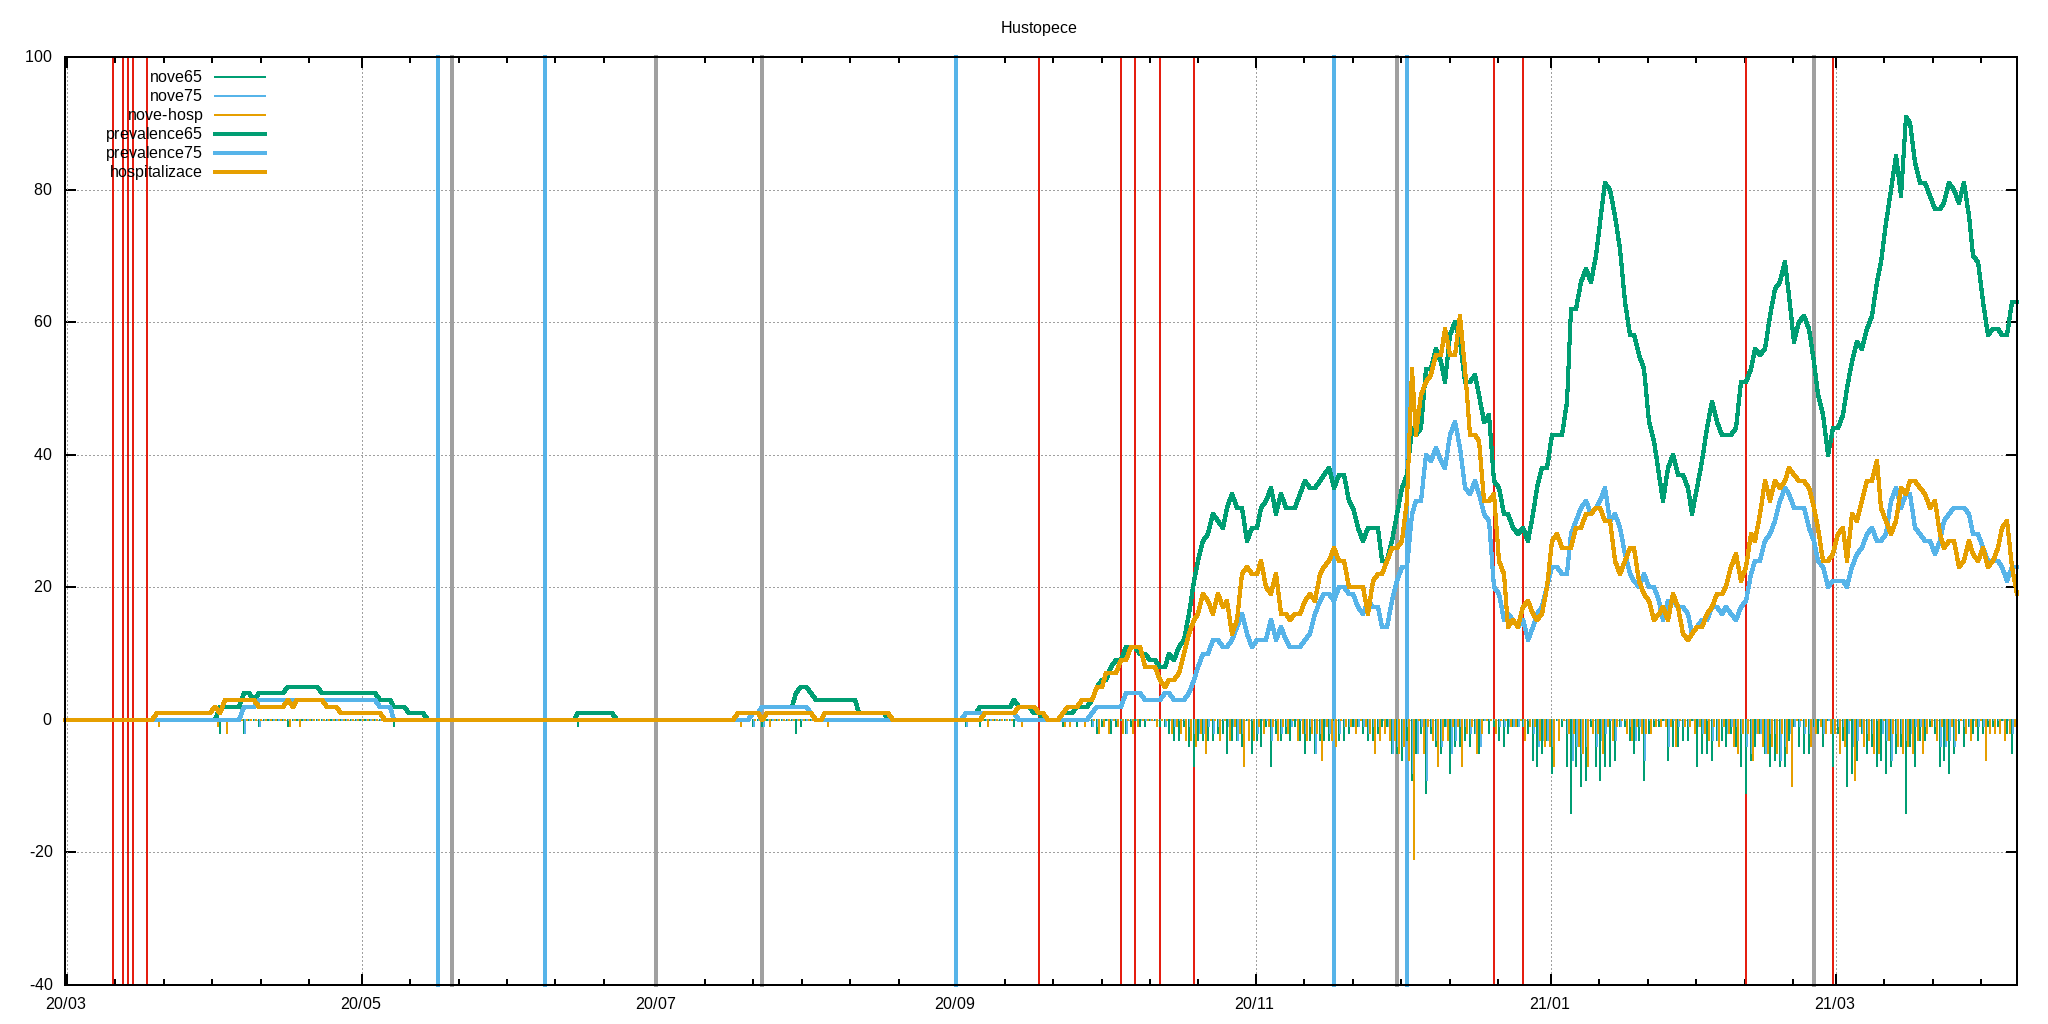 Hustopece
100
80
60
40
20
0
-20
-40
nove65
nove75
nove-hosp
prevalence65
prevalence75
hospitalizace
20/03 20/05 20/07 20/09 20/11 21/01 21/03